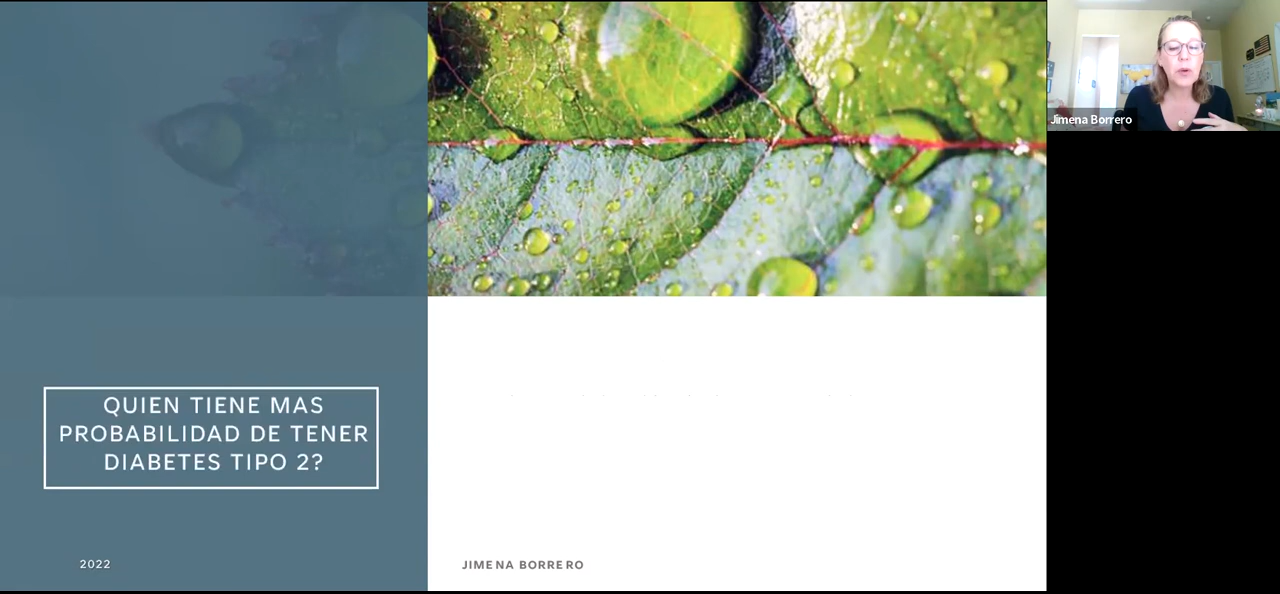 Jimena Borrero
QUIEN TIENE MAS
PROBABILIDAD DE TENER
DIABETES TIPO 2?
2022
JIMENA BORRERO